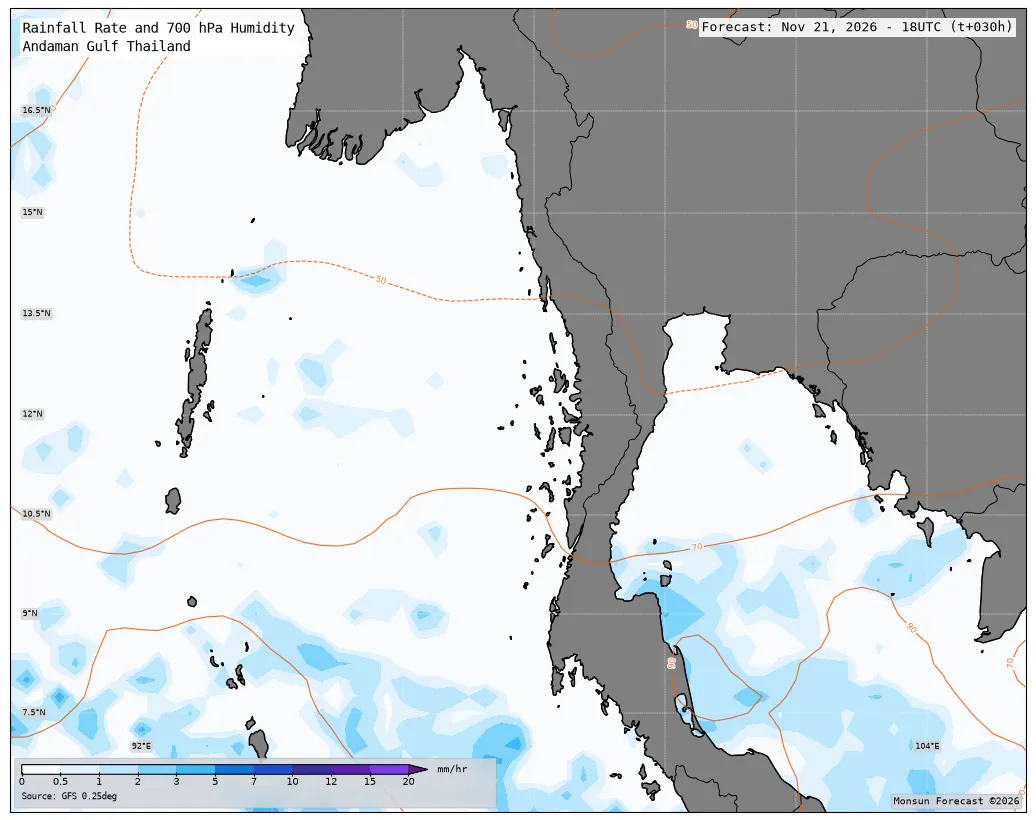 Rainfall Rate and 700 hPa Humidity
Andaman Gulf Thailand
Forecast: Nov 21, 2026 - 18UTC (t+030h)
50
16.5°N
15°N
50
13.5°N
12°N
10.5°N
70
9°N
90
90
70
7.5°N
92°E
104°E
mm/hr
0 0.5 1 2 3 5 7 10 12 15 20
Source: GFS 0.25deg
Monsun Forecast ©2026